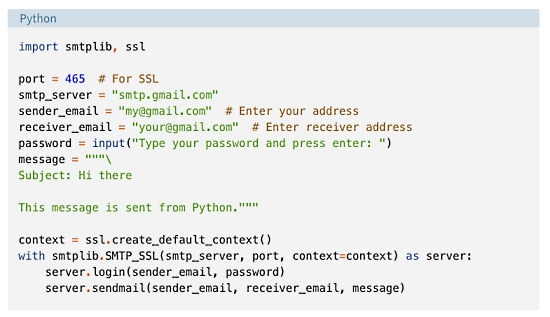 Python
import smtplib, ssl
port = 465  # For SSL
smtp_server = "smtp.gmail.com"
sender_email = "my@gmail.com"  # Enter your address
receiver_email = "your@gmail.com"  # Enter receiver address
password = input("Type your password and press enter: ")
message = """\
Subject: Hi there
This message is sent from Python."""
context = ssl.create_default_context()
with smtplib.SMTP_SSL(smtp_server, port, context=context) as server:
    server.login(sender_email, password)
    server.sendmail(sender_email, receiver_email, message)